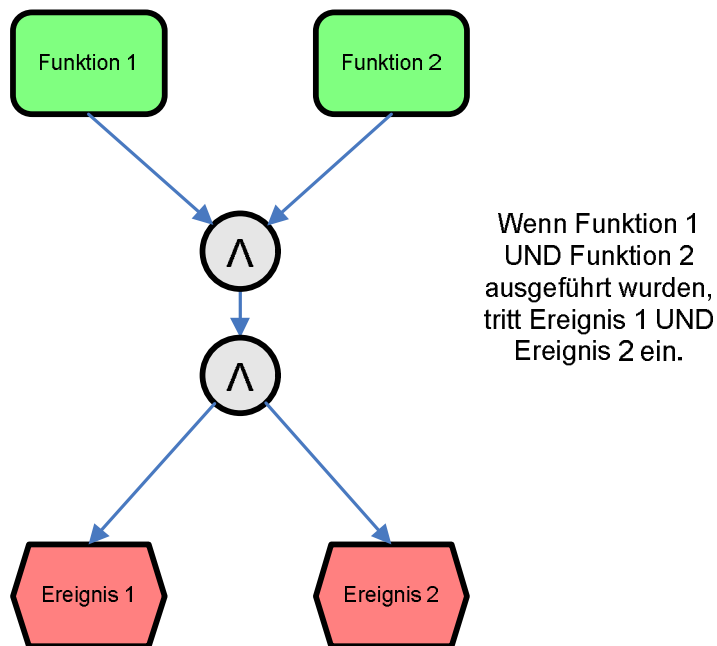 Funktion 1
Funktion 2
Wenn Funktion 1
UND Funktion 2
ausgeführt wurden,
tritt Ereignis 1 UND
Ereignis 2 ein.
Λ
Λ
Ereignis 1
Ereignis 2